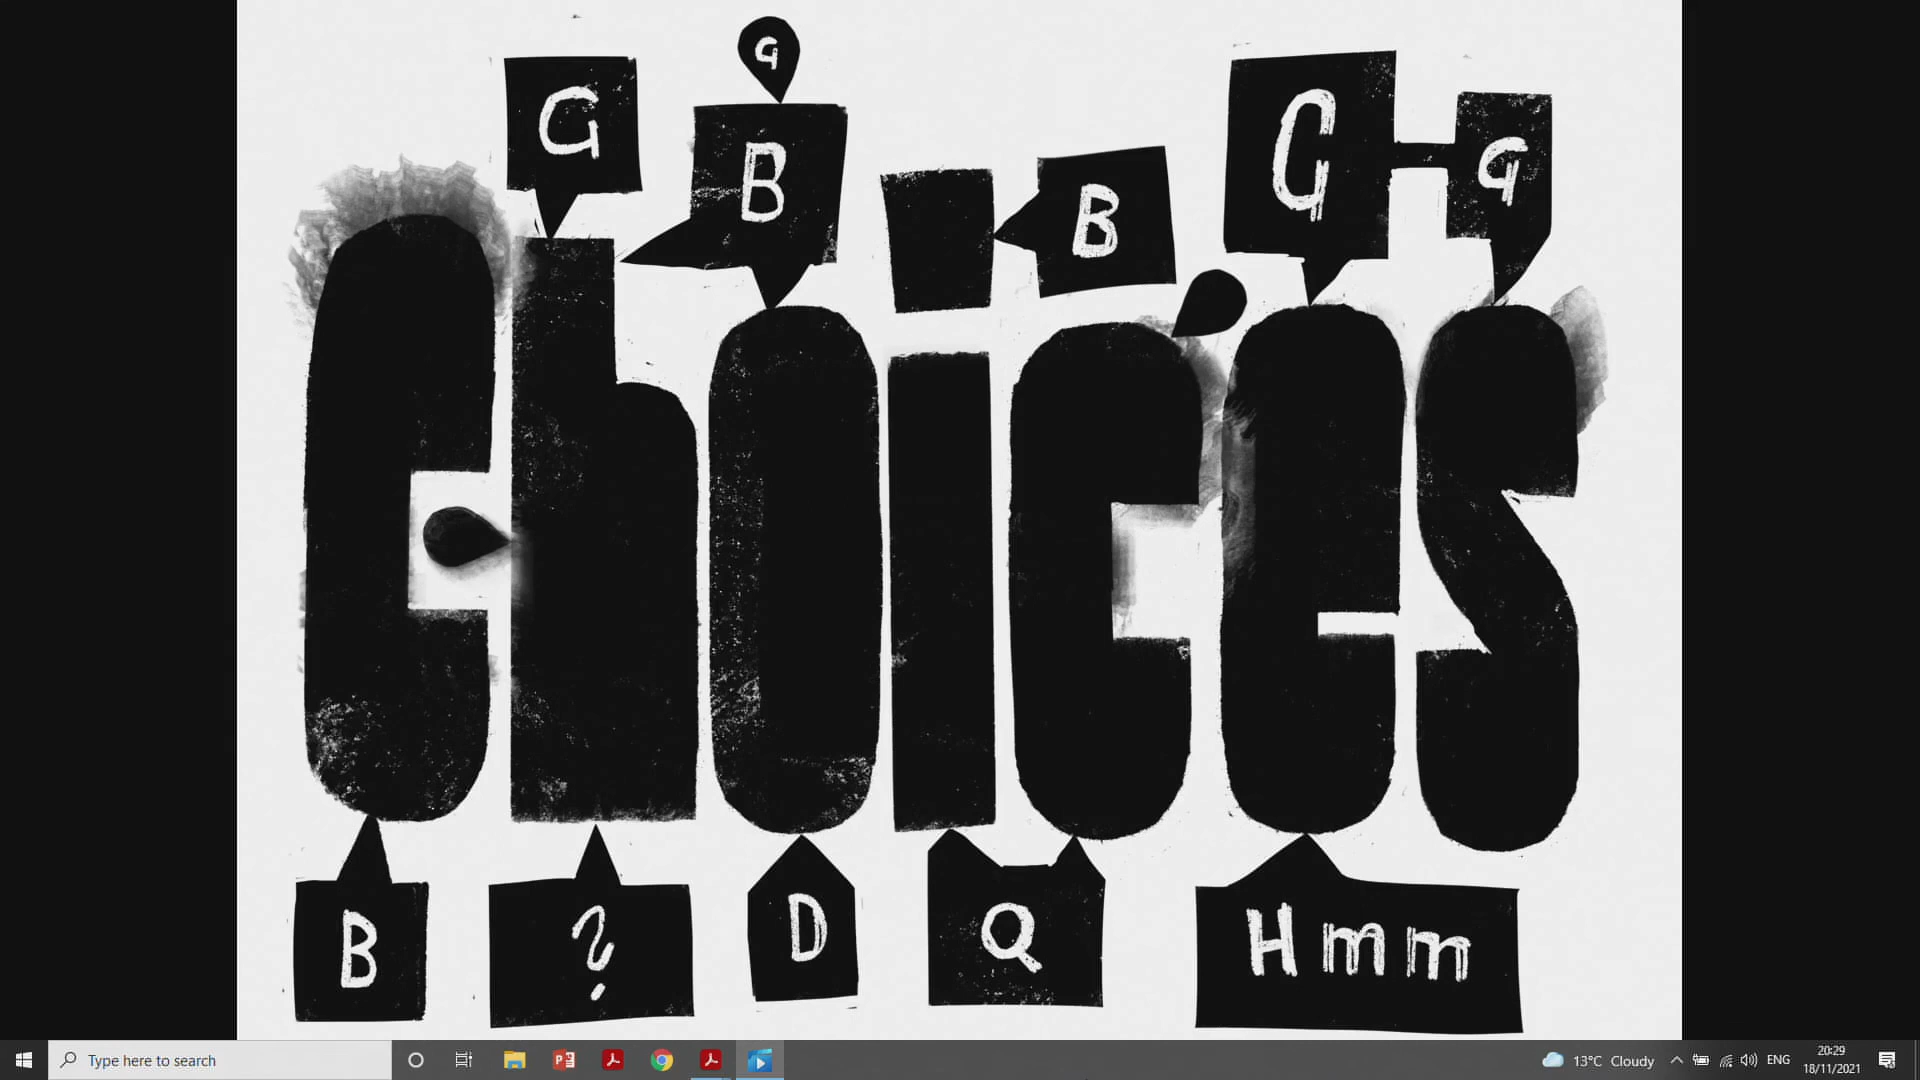 G
G
B
B
G
G
Choices
B
?
D
Q
Hmm
Type here to search
13°C Cloudy
ENG
20:29
18/11/2021